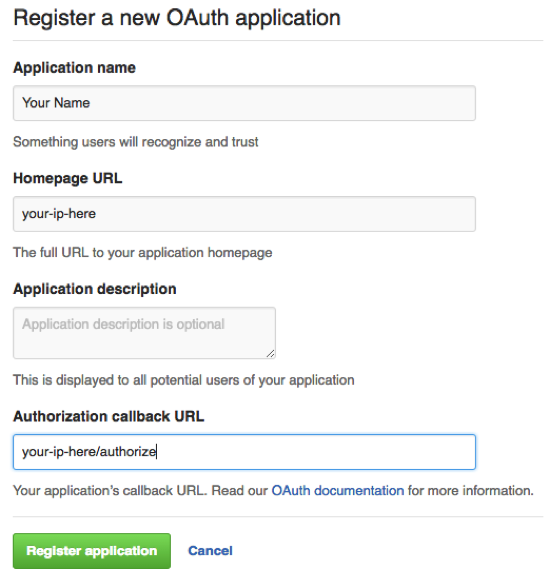 Register a new OAuth application
Application name
Your Name
Something users will recognize and trust
Homepage URL
your-ip-here
The full URL to your application homepage
Application description
Application description is optional
This is displayed to all potential users of your application
Authorization callback URL
your-ip-here/authorize
Your application's callback URL. Read our OAuth documentation for more information.
Register application Cancel